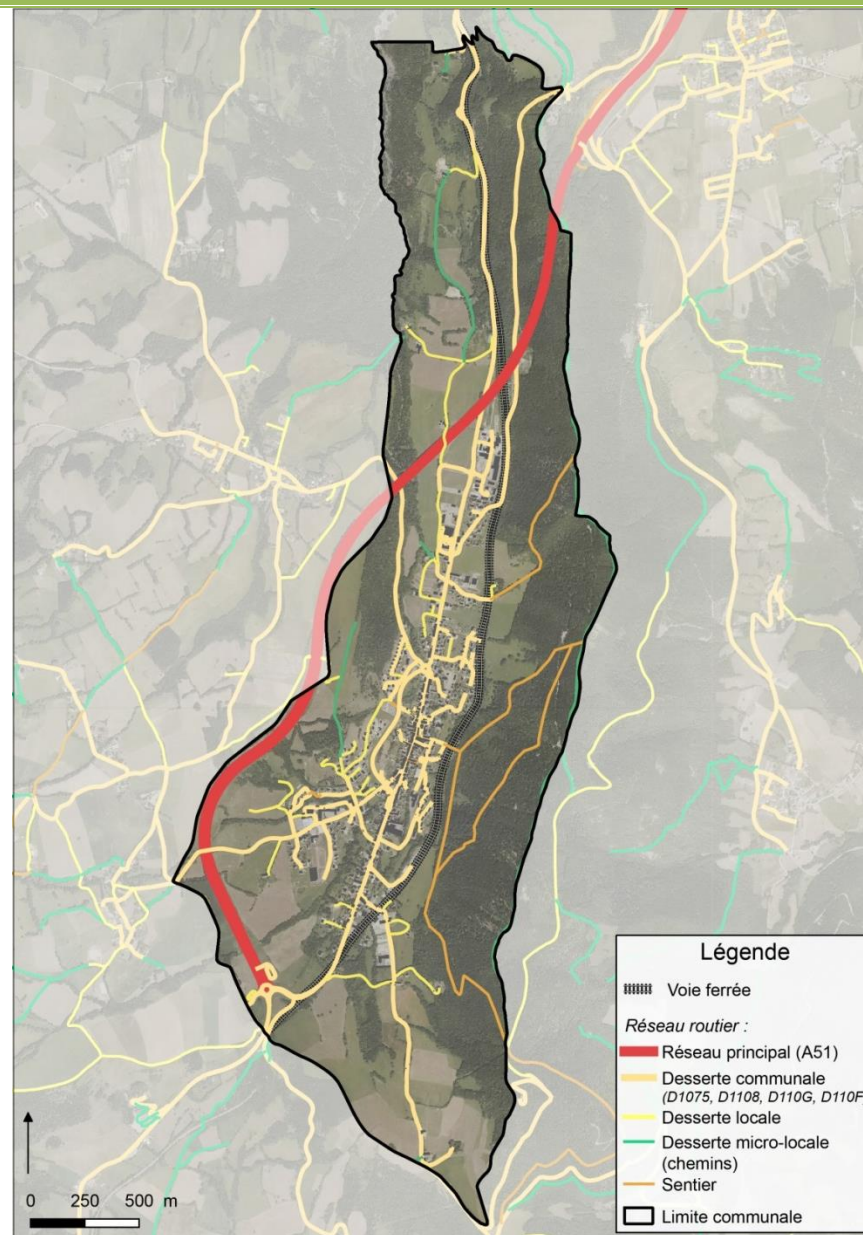 Légende
Voie ferrée
Réseau routier :
Réseau principal (A51)
Desserte communale
(D1075, D1108, D110G, D110F
Desserte locale
Desserte micro-locale
(chemins)
Sentier
Limite communale
0 250 500 m